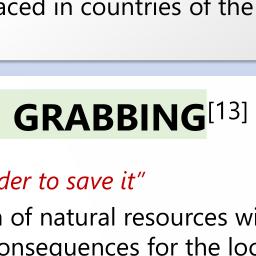 aced in countries of the
GRABBING[13]
der to save it”
of natural resources wi
onsequences for the loc